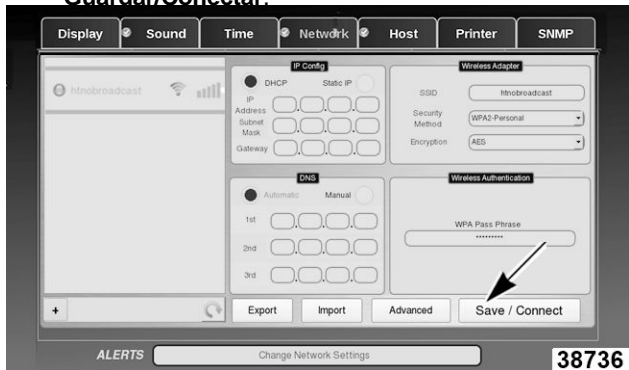 Guardar/Conectar.
Display Sound Time Network Host Printer SNMP
htnobroadcast
IP Config
DHCP Static IP
IP Address
Subnet Mask
Gateway
Wireless Adapter
SSID htnobroadcast
Security Method WPA2-Personal
Encryption AES
DNS
Automatic Manual
1st
2nd
3rd
Wireless Authentication
WPA Pass Phrase
*********
+ Export Import Advanced Save / Connect
ALERTS Change Network Settings
38736